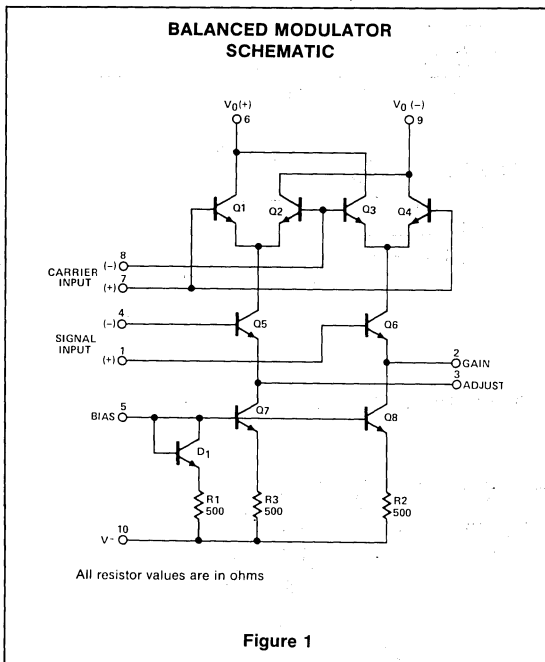 BALANCED MODULATOR
SCHEMATIC
V0(+)
6
V0(-)
9
Q1
Q2
Q3
Q4
8
(-)
CARRIER
INPUT
7
(+)
4
(-)
Q5
Q6
SIGNAL
INPUT
1
(+)
2
GAIN
3
ADJUST
5
BIAS
Q7
Q8
D1
R1
500
R3
500
R2
500
10
V-
All resistor values are in ohms
Figure 1